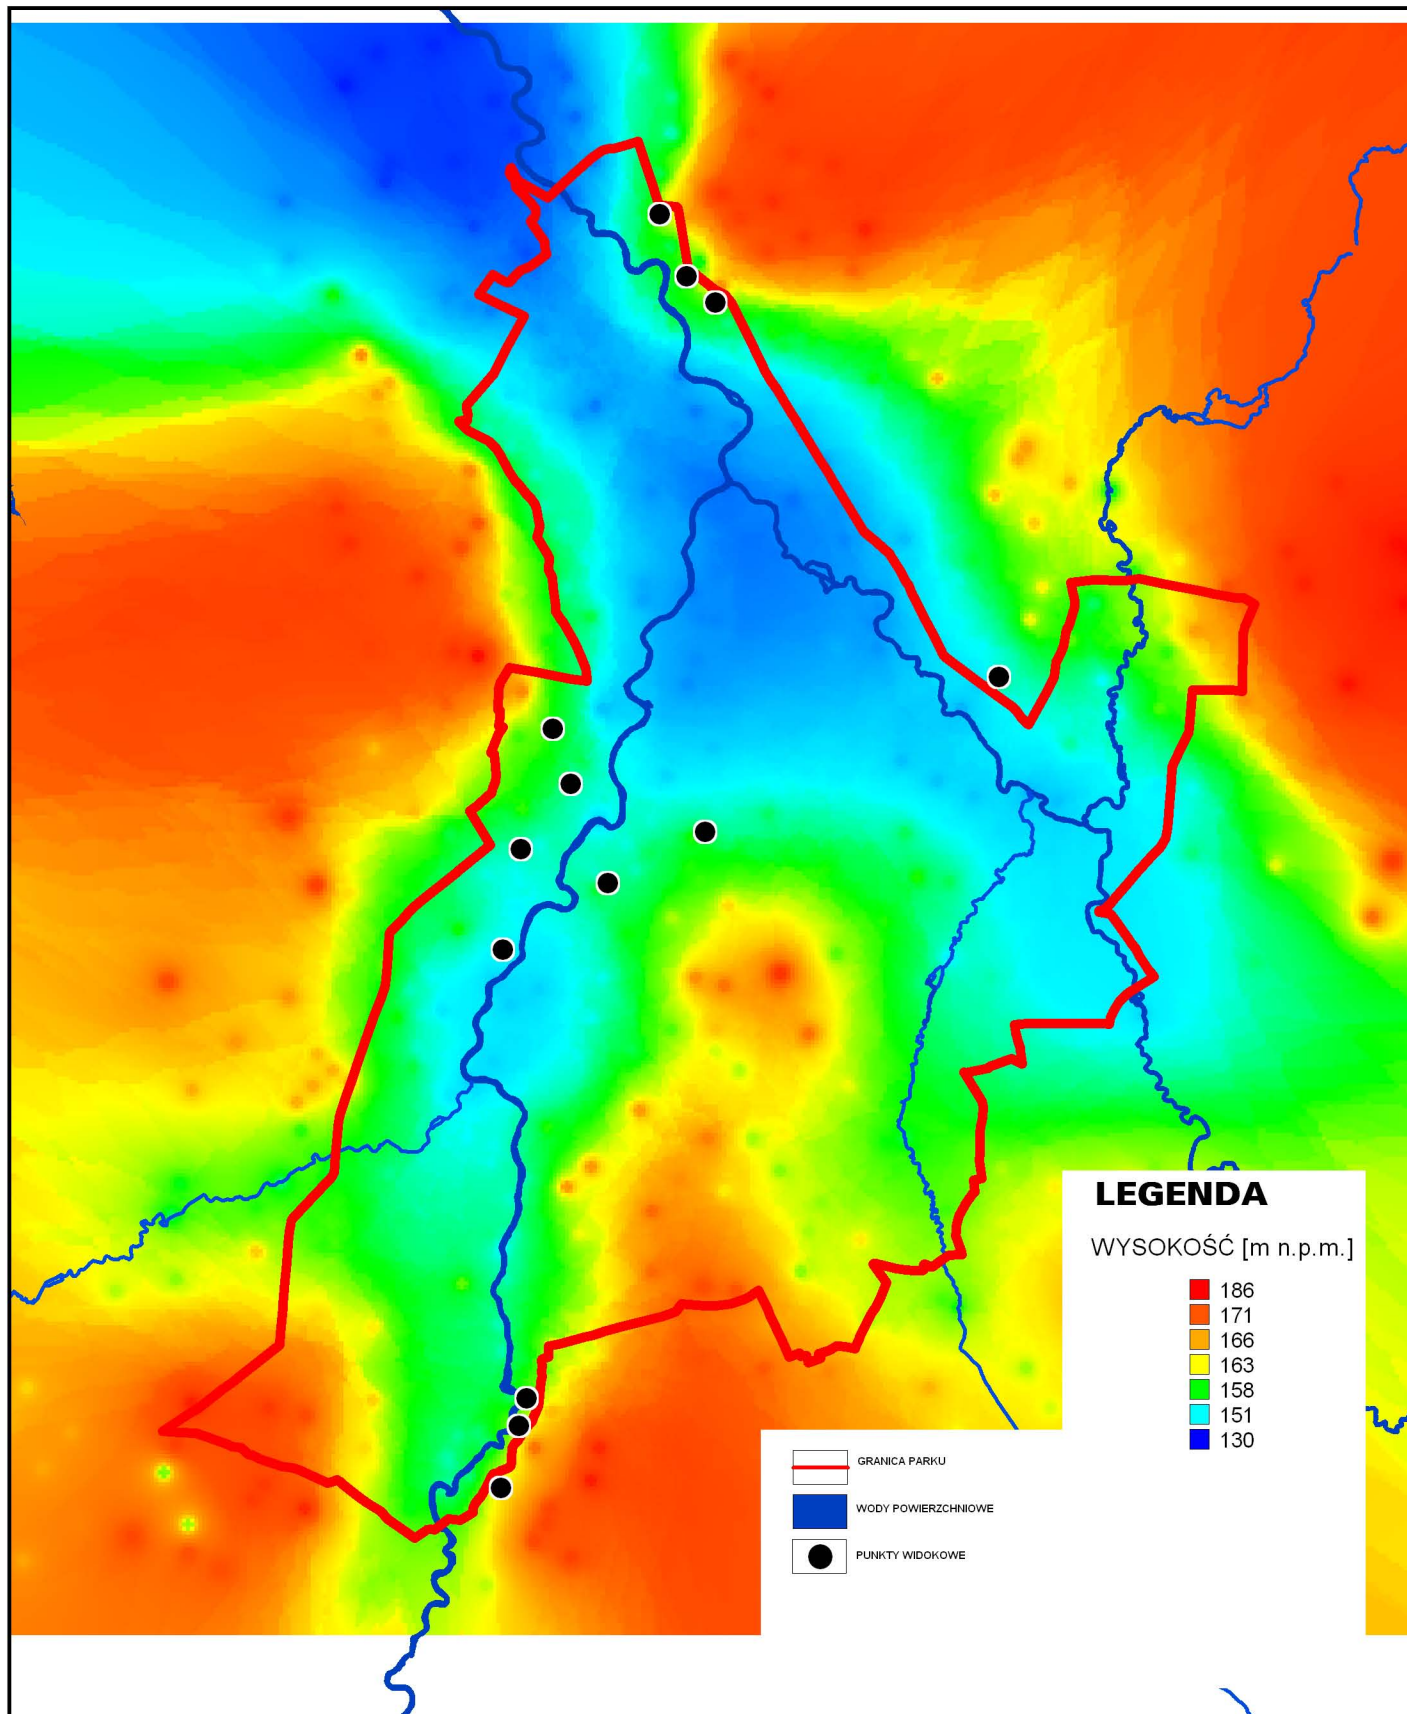 LEGENDA
WYSOKOŚĆ [m n.p.m.]
186
171
166
163
158
151
130
GRANICA PARKU
WODY POWIERZCHNIOWE
PUNKTY WIDOKOWE